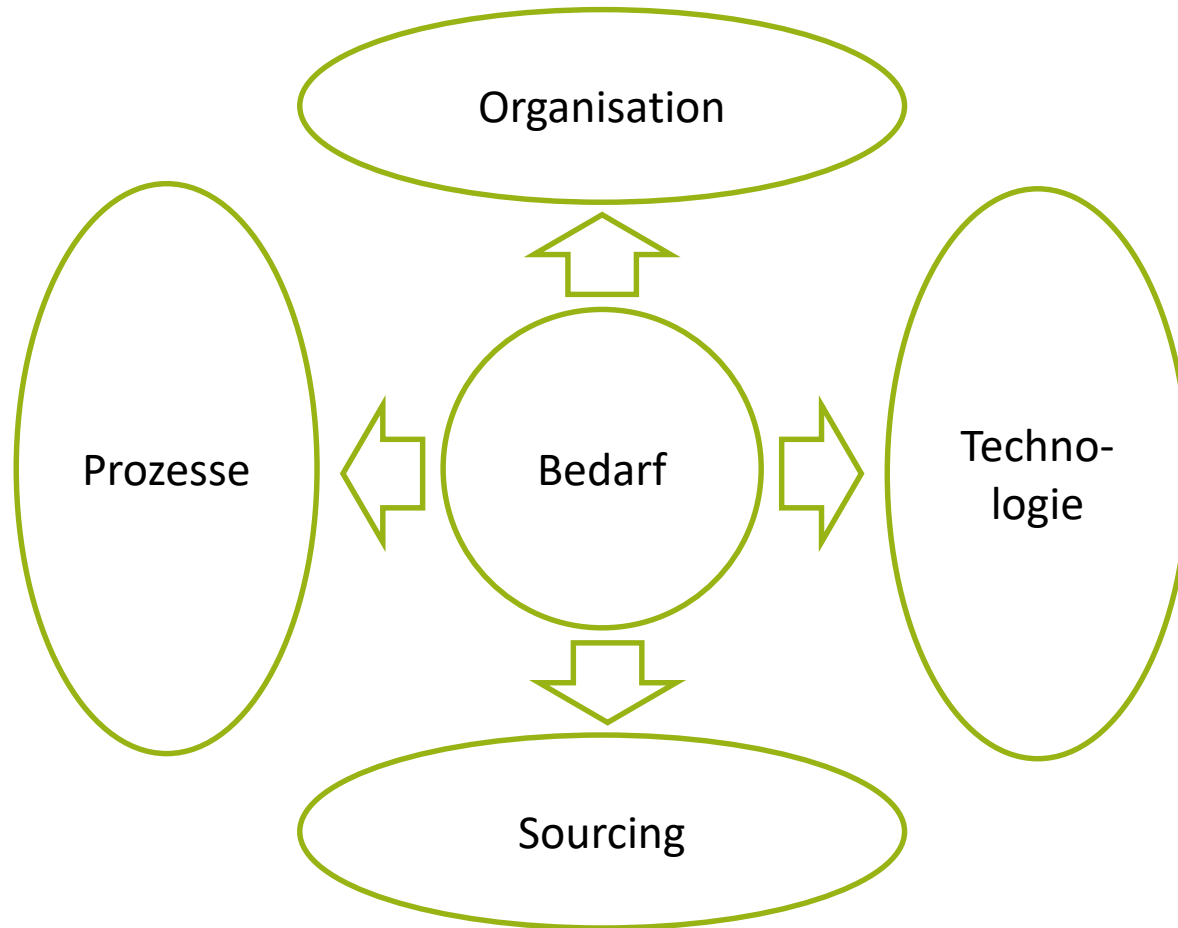 Organisation
Prozesse
Bedarf
Techno-
logie
Sourcing